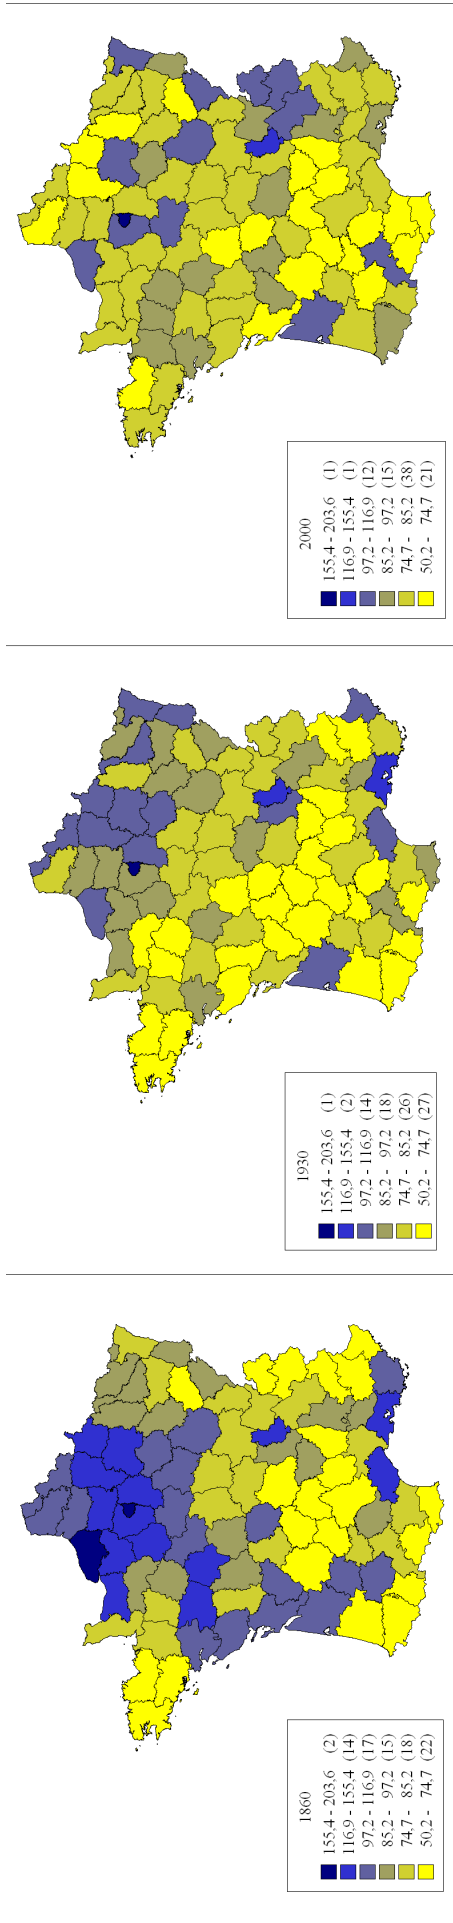 1860
155,4 - 203,6 (2)
116,9 - 155,4 (14)
97,2 - 116,9 (17)
85,2 - 97,2 (15)
74,7 - 85,2 (18)
50,2 - 74,7 (22)
1930
155,4 - 203,6 (1)
116,9 - 155,4 (2)
97,2 - 116,9 (14)
85,2 - 97,2 (18)
74,7 - 85,2 (26)
50,2 - 74,7 (27)
2000
155,4 - 203,6 (1)
116,9 - 155,4 (1)
97,2 - 116,9 (12)
85,2 - 97,2 (15)
74,7 - 85,2 (38)
50,2 - 74,7 (21)